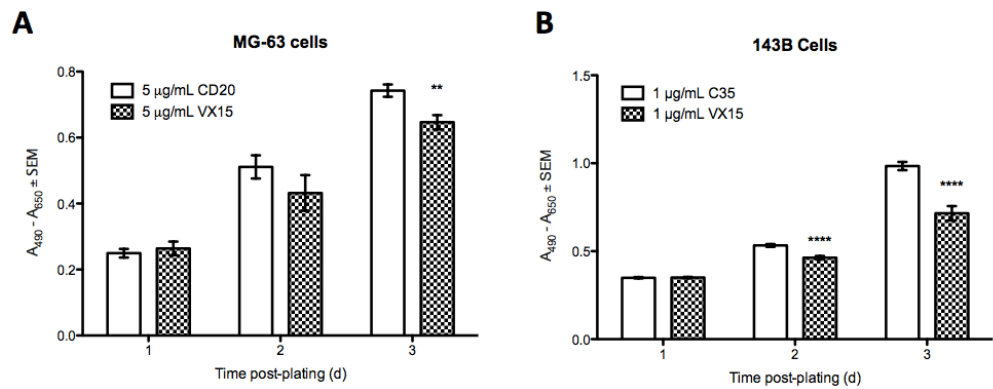 A
MG-63 cells
5 µg/mL CD20
5 µg/mL VX15
**
0.8
0.6
0.4
0.2
0.0
A490 - A650 ± SEM
1 2 3
Time post-plating (d)
B
143B Cells
1 µg/mL C35
1 µg/mL VX15
****
****
1.5
1.0
0.5
0.0
A490 - A650 ± SEM
1 2 3
Time post-plating (d)